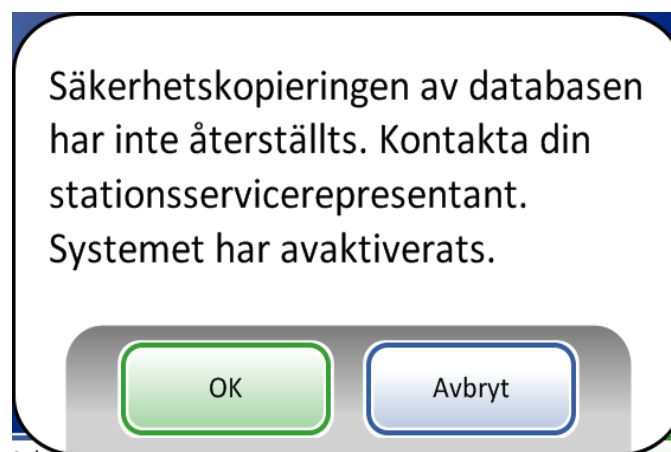 Säkerhetskopieringen av databasen
har inte återställts. Kontakta din
stationsservicerepresentant.
Systemet har avaktiverats.
OK
Avbryt